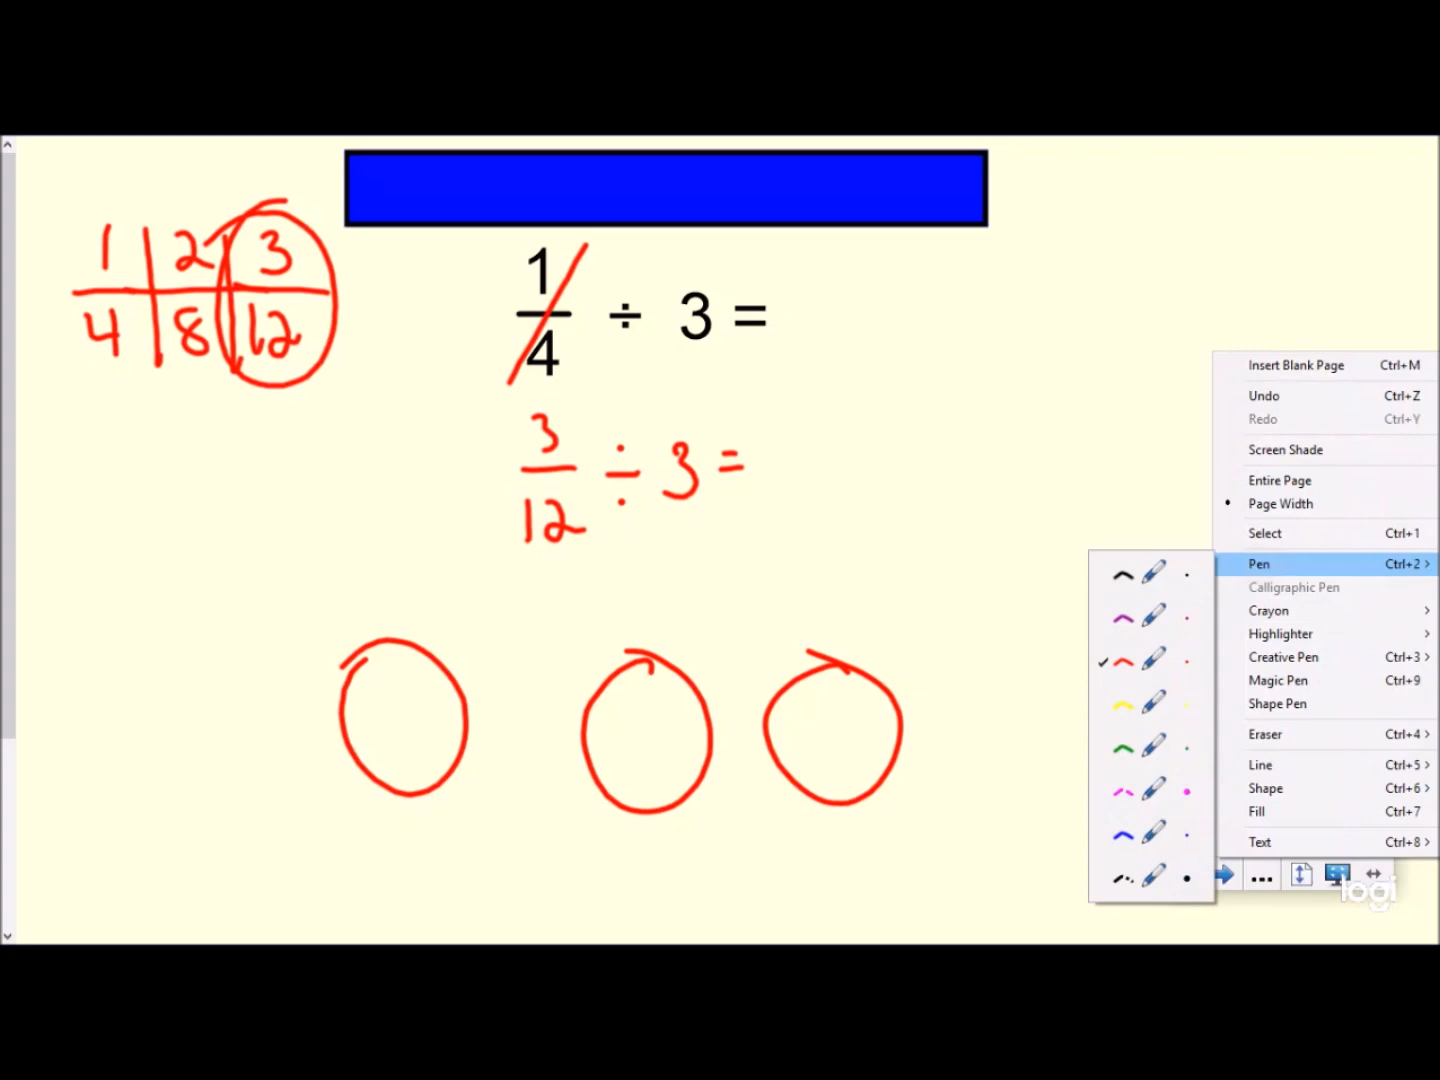 1 2 3
4 8 12
1/4 ÷ 3 =
3/12 ÷ 3 =
Insert Blank Page Ctrl+M
Undo Ctrl+Z
Redo Ctrl+Y
Screen Shade
Entire Page
Page Width
Select Ctrl+1
Pen Ctrl+2
Calligraphic Pen
Crayon
Highlighter
Creative Pen Ctrl+3
Magic Pen Ctrl+9
Shape Pen
Eraser Ctrl+4
Line Ctrl+5
Shape Ctrl+6
Fill Ctrl+7
Text Ctrl+8
logi